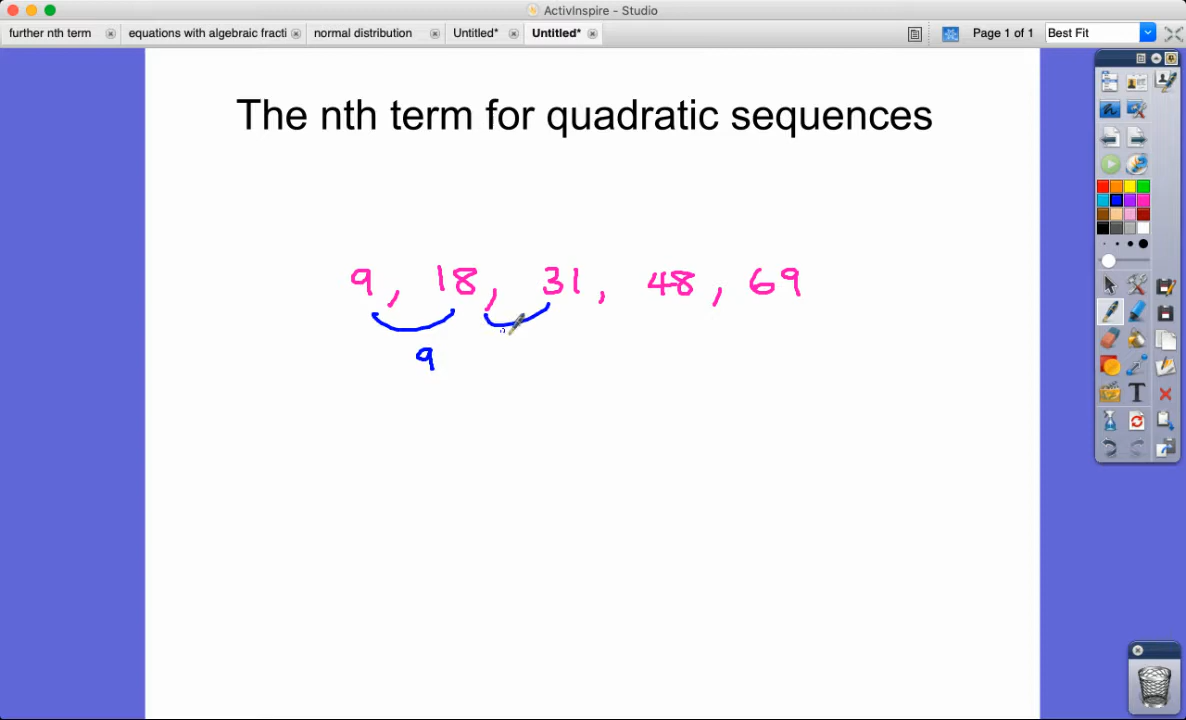 ActivInspire - Studio
further nth term
equations with algebraic fracti
normal distribution
Untitled*
Untitled*
Page 1 of 1
Best Fit
The nth term for quadratic sequences
9, 18, 31, 48, 69
9
T